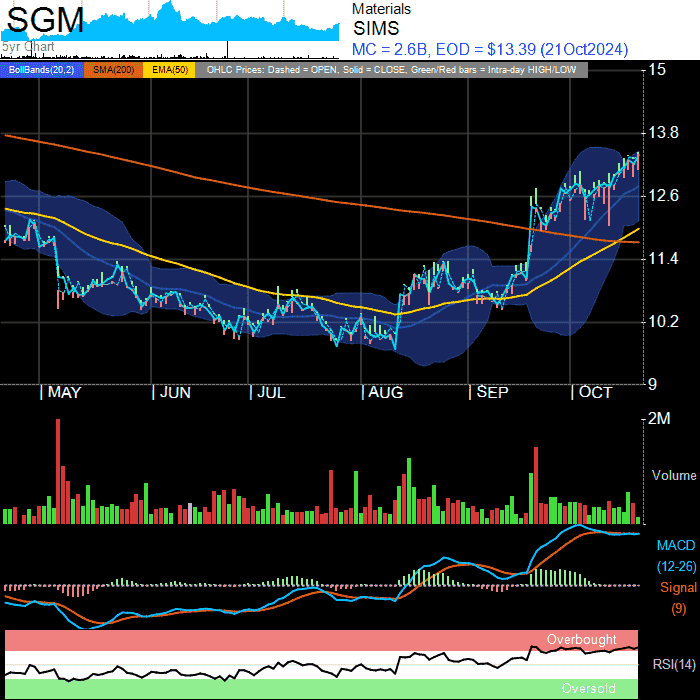 SGM
5yr Chart
Materials
SIMS
MC = 2.6B, EOD = $13.39 (21Oct2024)
BollBands(20,2) SMA(200) EMA(50) OHLC Prices: Dashed = OPEN, Solid = CLOSE, Green/Red bars = Intra-day HIGH/LOW
15
13.8
12.6
11.4
10.2
9
MAY JUN JUL AUG SEP OCT
2M
Volume
MACD
(12-26)
Signal
(9)
Overbought
RSI(14)
Oversold